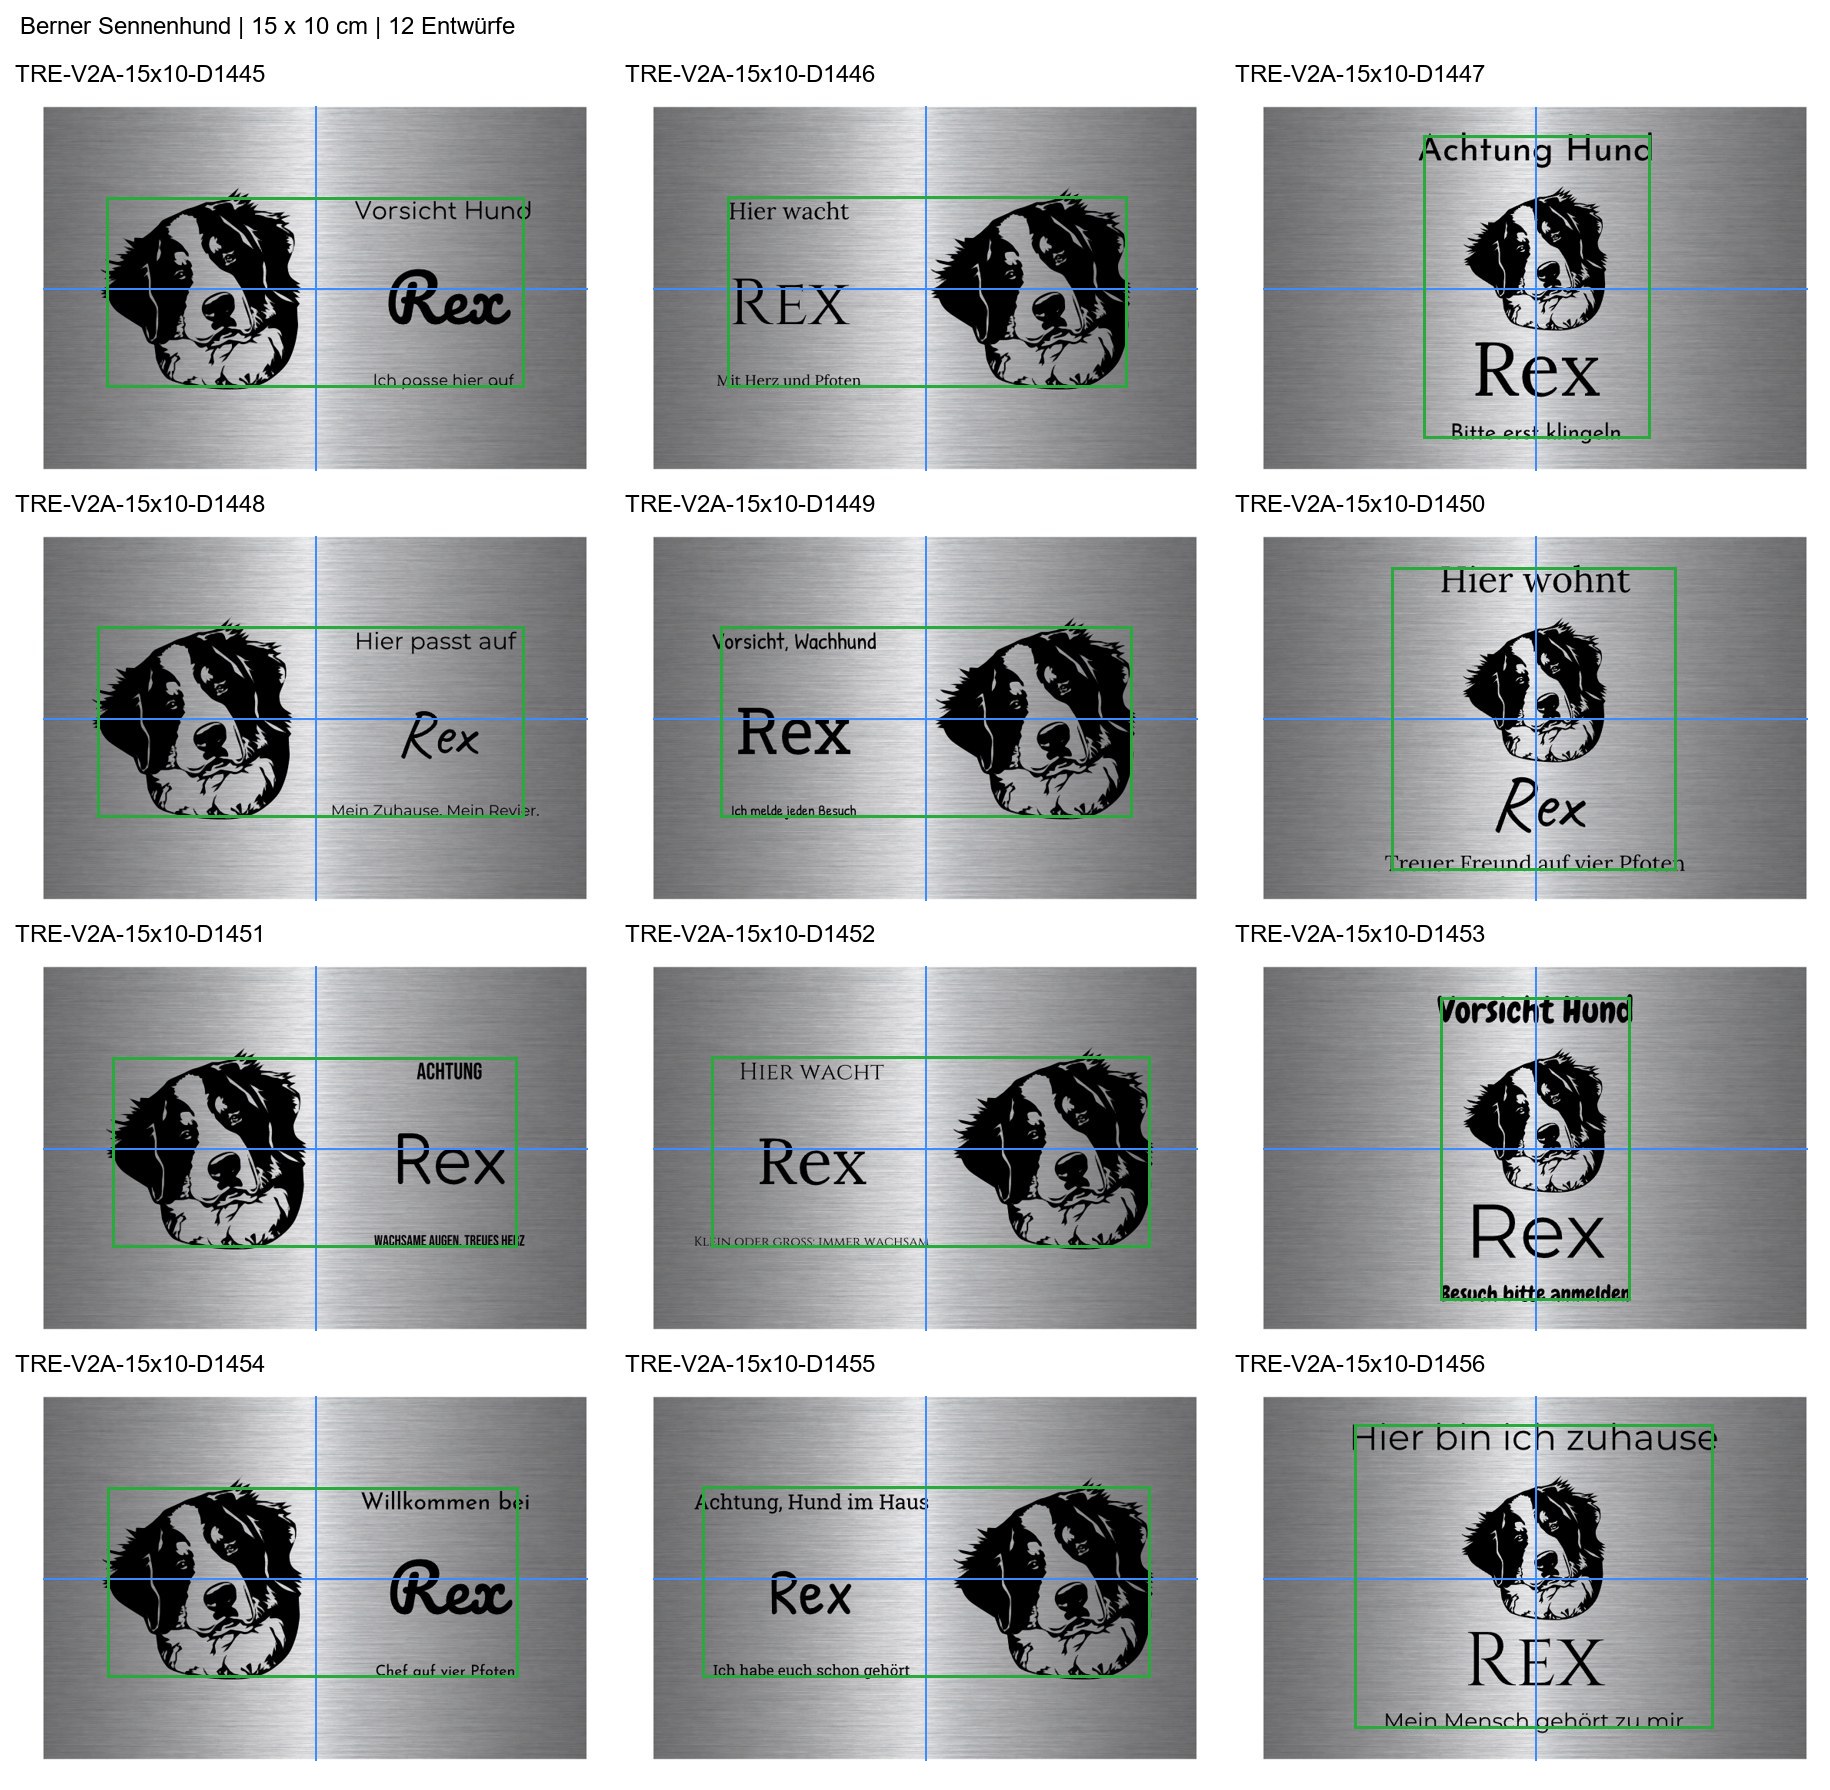 Berner Sennenhund | 15 x 10 cm | 12 Entwürfe
TRE-V2A-15x10-D1445
Vorsicht Hund
Rex
Ich passe hier auf
TRE-V2A-15x10-D1446
Hier wacht
REX
Mit Herz und Pfoten
TRE-V2A-15x10-D1447
Achtung Hund
Rex
Bitte erst klingeln
TRE-V2A-15x10-D1448
Hier passt auf
Rex
Mein Zuhause. Mein Revier.
TRE-V2A-15x10-D1449
Vorsicht, Wachhund
Rex
Ich melde jeden Besuch
TRE-V2A-15x10-D1450
Hier wohnt
Rex
Treuer Freund auf vier Pfoten
TRE-V2A-15x10-D1451
ACHTUNG
Rex
WACHSAME AUGEN, TREUES HERZ
TRE-V2A-15x10-D1452
HIER WACHT
Rex
KLEIN ODER GROSS: IMMER WACHSAM
TRE-V2A-15x10-D1453
Vorsicht Hund
Rex
Besuch bitte anmelden
TRE-V2A-15x10-D1454
Willkommen bei
Rex
Chef auf vier Pfoten
TRE-V2A-15x10-D1455
Achtung, Hund im Haus
Rex
Ich habe euch schon gehört
TRE-V2A-15x10-D1456
Hier bin ich zuhause
REX
Mein Mensch gehört zu mir